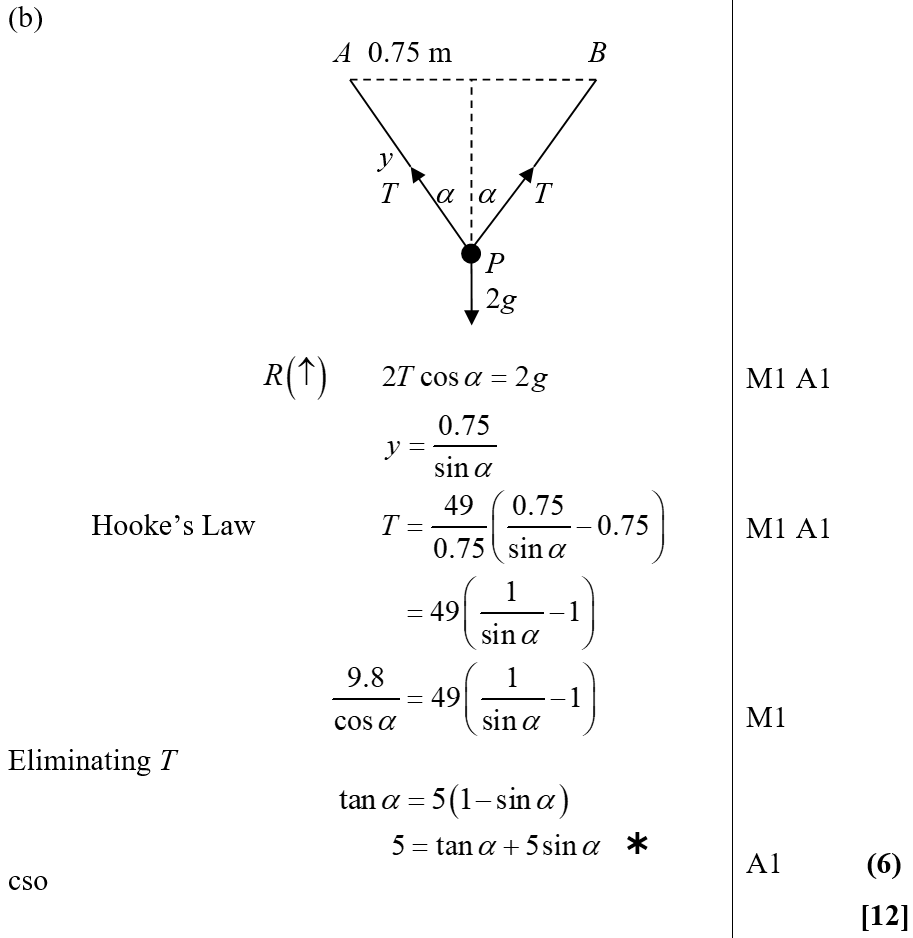 (b)
A 0.75 m B
y
T α α T
P
2g
R(↑) 2T cos α = 2g M1 A1
y = 0.75/sin α
Hooke’s Law T = 49/0.75 (0.75/sin α − 0.75) M1 A1
= 49(1/sin α − 1)
9.8/cos α = 49(1/sin α − 1) M1
Eliminating T
tan α = 5(1 − sin α)
5 = tan α + 5 sin α *
A1 (6)
cso
[12]